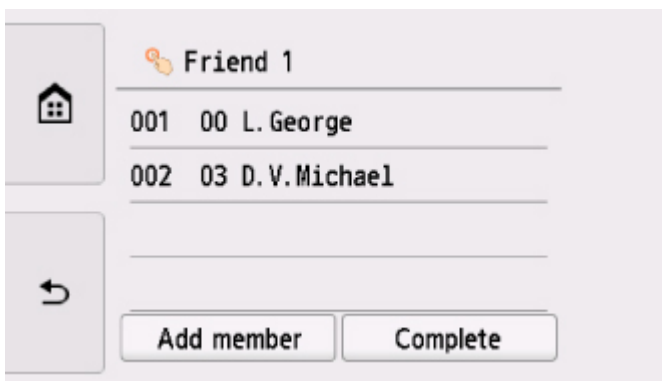 Friend 1
001 00 L.George
002 03 D.V.Michael
Add member Complete